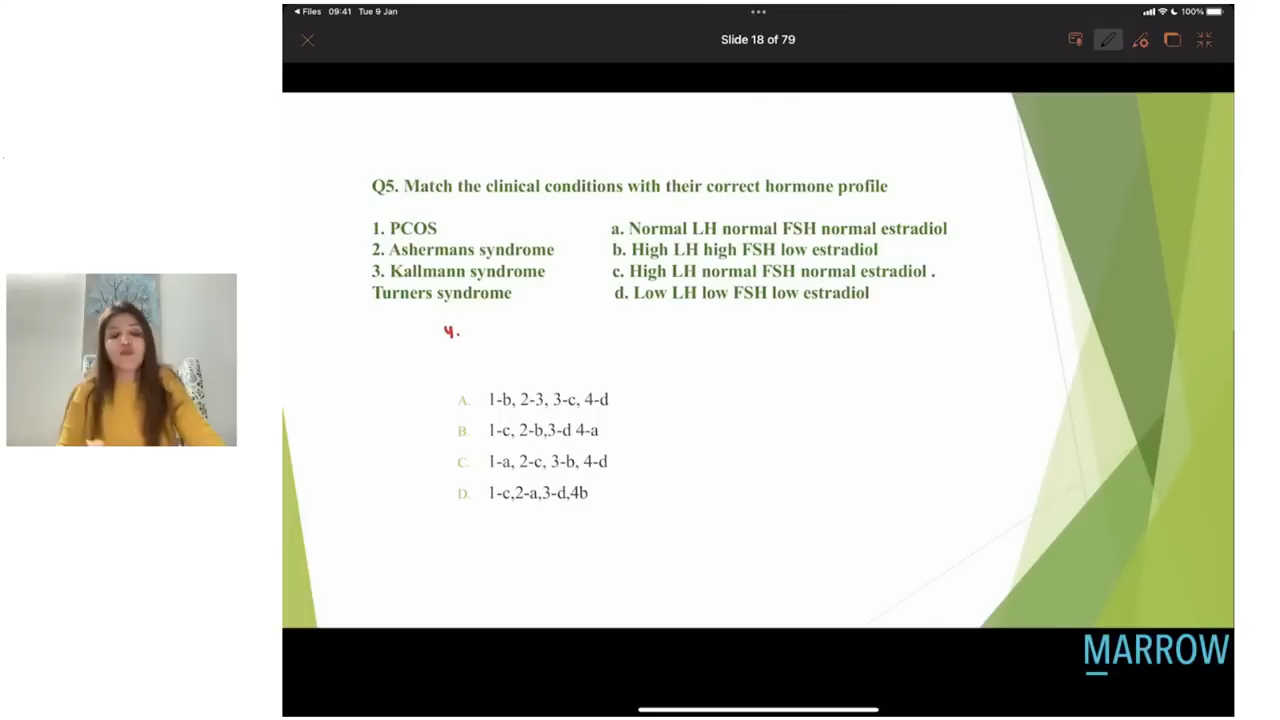 Files 09:41 Tue 9 Jan
100%
Slide 18 of 79
Q5. Match the clinical conditions with their correct hormone profile
1. PCOS a. Normal LH normal FSH normal estradiol
2. Ashermans syndrome b. High LH high FSH low estradiol
3. Kallmann syndrome c. High LH normal FSH normal estradiol .
Turners syndrome d. Low LH low FSH low estradiol
4.
A. 1-b, 2-3, 3-c, 4-d
B. 1-c, 2-b,3-d 4-a
C. 1-a, 2-c, 3-b, 4-d
D. 1-c,2-a,3-d,4b
MARROW